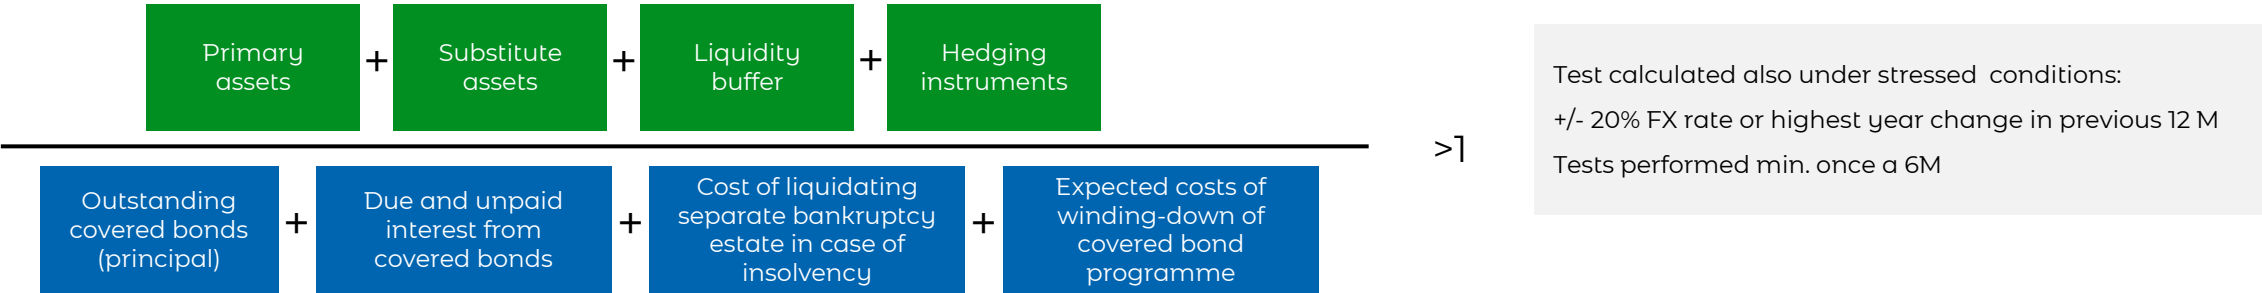 Primary
assets
+
Substitute
assets
+
Liquidity
buffer
+
Hedging
instruments
>1
Outstanding
covered bonds
(principal)
+
Due and unpaid
interest from
covered bonds
+
Cost of liquidating
separate bankruptcy
estate in case of
insolvency
+
Expected costs of
winding-down of
covered bond
programme
Test calculated also under stressed  conditions:
+/- 20% FX rate or highest year change in previous 12 M
Tests performed min. once a 6M